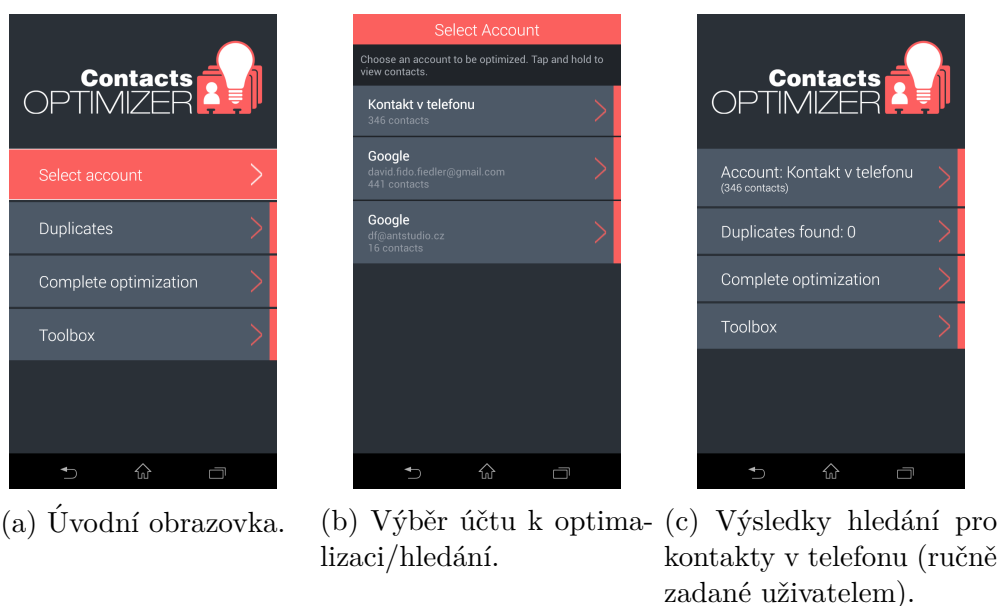 Contacts
OPTIMIZER
Select account
Duplicates
Complete optimization
Toolbox
(a) Úvodní obrazovka.
Select Account
Choose an account to be optimized. Tap and hold to
view contacts.
Kontakt v telefonu
346 contacts
Google
david.fido.fiedler@gmail.com
441 contacts
Google
df@antstudio.cz
16 contacts
(b) Výběr účtu k optima-
lizaci/hledání.
Contacts
OPTIMIZER
Account: Kontakt v telefonu
(346 contacts)
Duplicates found: 0
Complete optimization
Toolbox
(c) Výsledky hledání pro
kontakty v telefonu (ručně
zadané uživatelem).